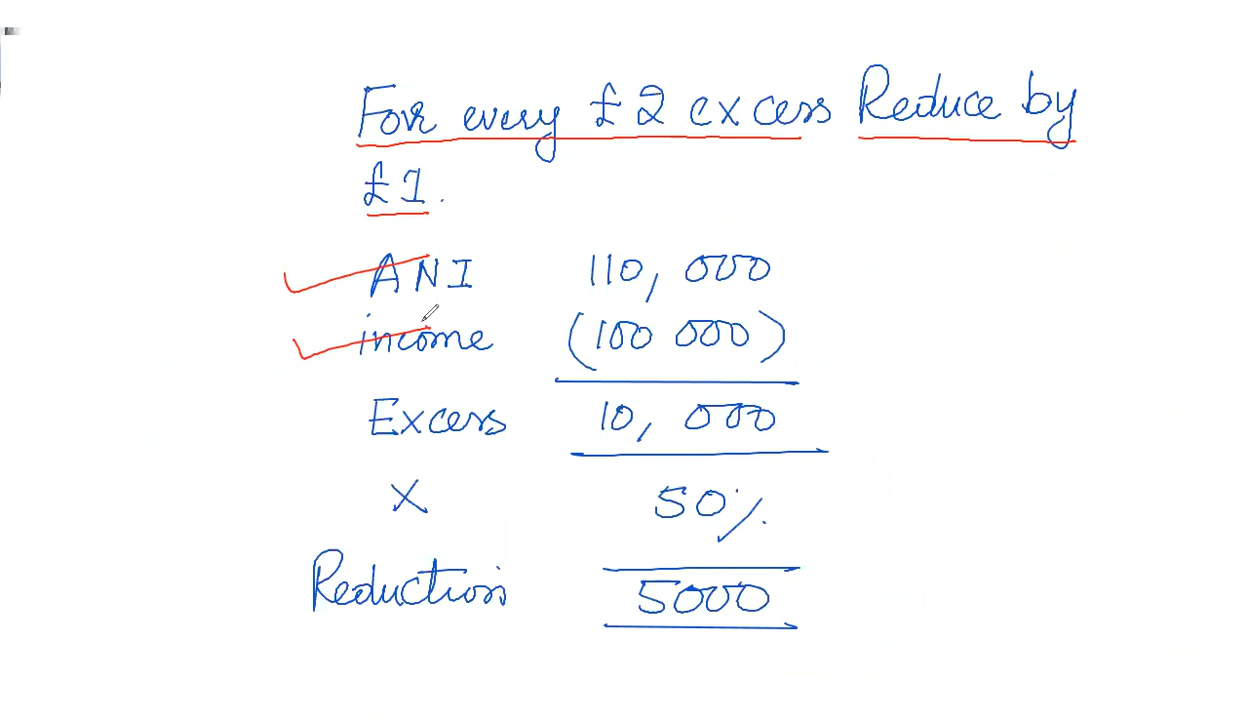 For every £2 excess Reduce by
£1.
ANI 110, 000
income (100 000)
Excess 10, 000
X 50%
Reduction 5000